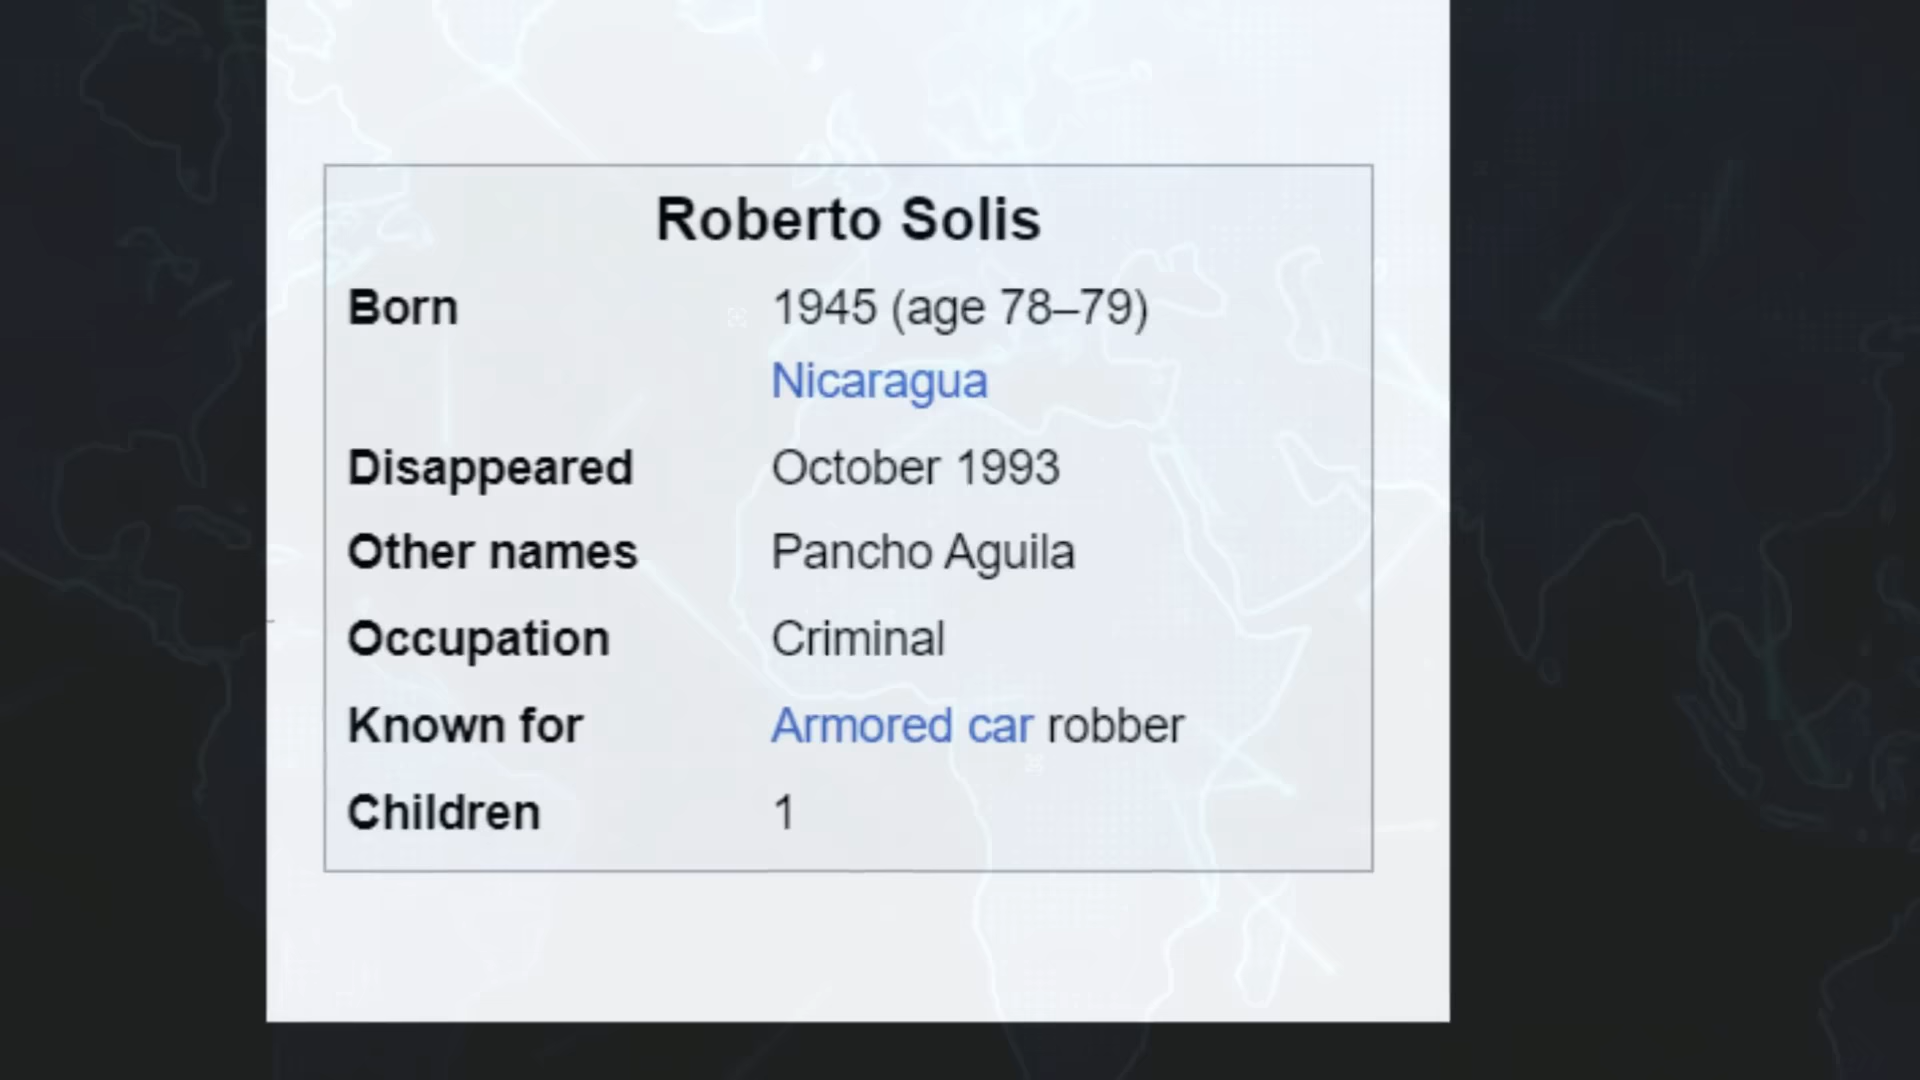 Roberto Solis
Born 1945 (age 78–79)
Nicaragua
Disappeared October 1993
Other names Pancho Aguila
Occupation Criminal
Known for Armored car robber
Children 1